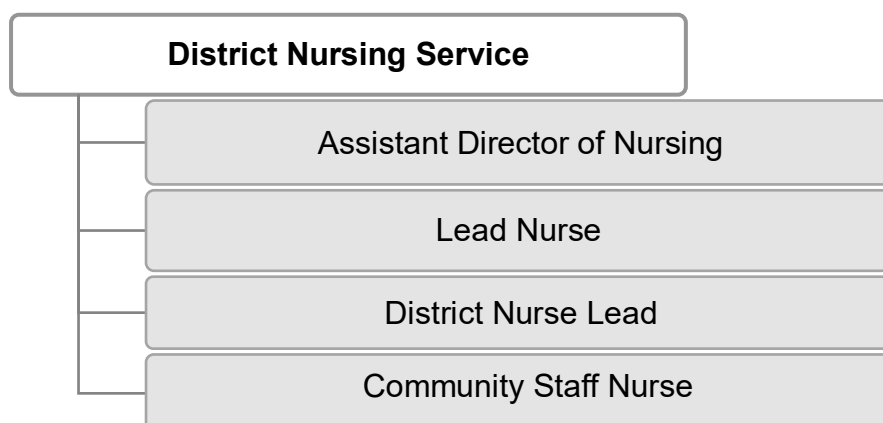 District Nursing Service
Assistant Director of Nursing
Lead Nurse
District Nurse Lead
Community Staff Nurse